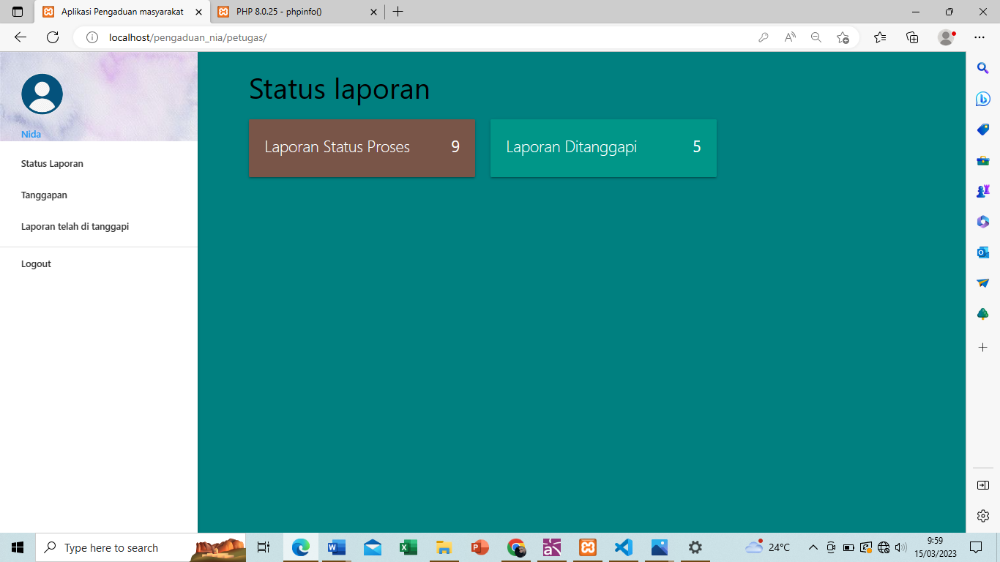 Aplikasi Pengaduan masyarakat
PHP 8.0.25 - phpinfo()
localhost/pengaduan_nia/petugas/
Nida
Status Laporan
Tanggapan
Laporan telah di tanggapi
Logout
Status laporan
Laporan Status Proses 9
Laporan Ditanggapi 5
Type here to search
24°C
9:59
15/03/2023